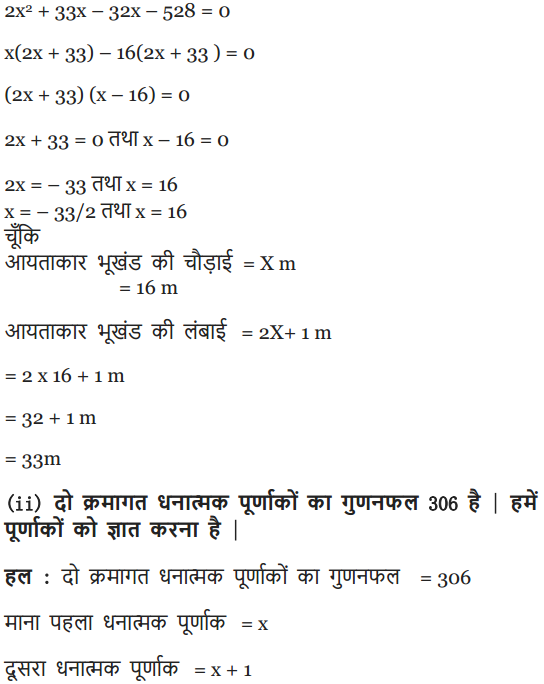 2x² + 33x – 32x – 528 = 0
x(2x + 33) – 16(2x + 33 ) = 0
(2x + 33) (x – 16) = 0
2x + 33 = 0 तथा x – 16 = 0
2x = – 33 तथा x = 16
x = – 33/2 तथा x = 16
चूँकि
आयताकार भूखंड की चौड़ाई = X m
= 16 m
आयताकार भूखंड की लंबाई = 2X+ 1 m
= 2 x 16 + 1 m
= 32 + 1 m
= 33m
(ii) दो क्रमागत धनात्मक पूर्णाकों का गुणनफल 306 है | हमें
पूर्णाकों को ज्ञात करना है |
हल : दो क्रमागत धनात्मक पूर्णाकों का गुणनफल = 306
माना पहला धनात्मक पूर्णाक = x
दूसरा धनात्मक पूर्णाक = x + 1